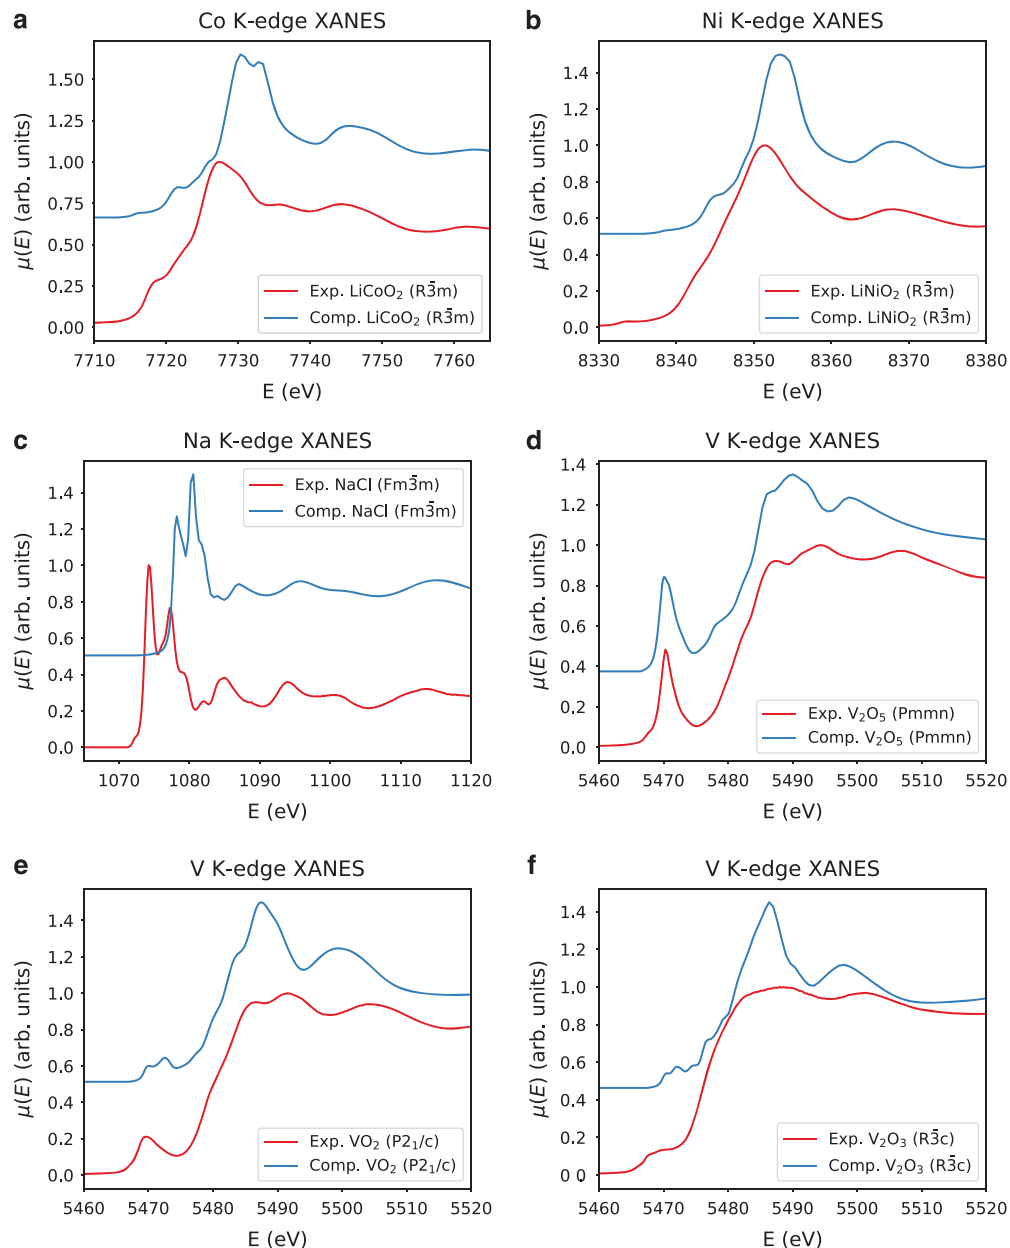 a
Co K-edge XANES
μ(E) (arb. units)
1.50
1.25
1.00
0.75
0.50
0.25
0.00
Exp. LiCoO₂ (R3̄m)
Comp. LiCoO₂ (R3̄m)
7710 7720 7730 7740 7750 7760
E (eV)
b
Ni K-edge XANES
μ(E) (arb. units)
1.4
1.2
1.0
0.8
0.6
0.4
0.2
0.0
Exp. LiNiO₂ (R3̄m)
Comp. LiNiO₂ (R3̄m)
8330 8340 8350 8360 8370 8380
E (eV)
c
Na K-edge XANES
μ(E) (arb. units)
1.4
1.2
1.0
0.8
0.6
0.4
0.2
0.0
Exp. NaCl (Fm3̄m)
Comp. NaCl (Fm3̄m)
1070 1080 1090 1100 1110 1120
E (eV)
d
V K-edge XANES
μ(E) (arb. units)
1.4
1.2
1.0
0.8
0.6
0.4
0.2
0.0
Exp. V₂O₅ (Pmmn)
Comp. V₂O₅ (Pmmn)
5460 5470 5480 5490 5500 5510 5520
E (eV)
e
V K-edge XANES
μ(E) (arb. units)
1.4
1.2
1.0
0.8
0.6
0.4
0.2
0.0
Exp. VO₂ (P2₁/c)
Comp. VO₂ (P2₁/c)
5460 5470 5480 5490 5500 5510 5520
E (eV)
f
V K-edge XANES
μ(E) (arb. units)
1.4
1.2
1.0
0.8
0.6
0.4
0.2
0.0
Exp. V₂O₃ (R3̄c)
Comp. V₂O₃ (R3̄c)
5460 5470 5480 5490 5500 5510 5520
E (eV)